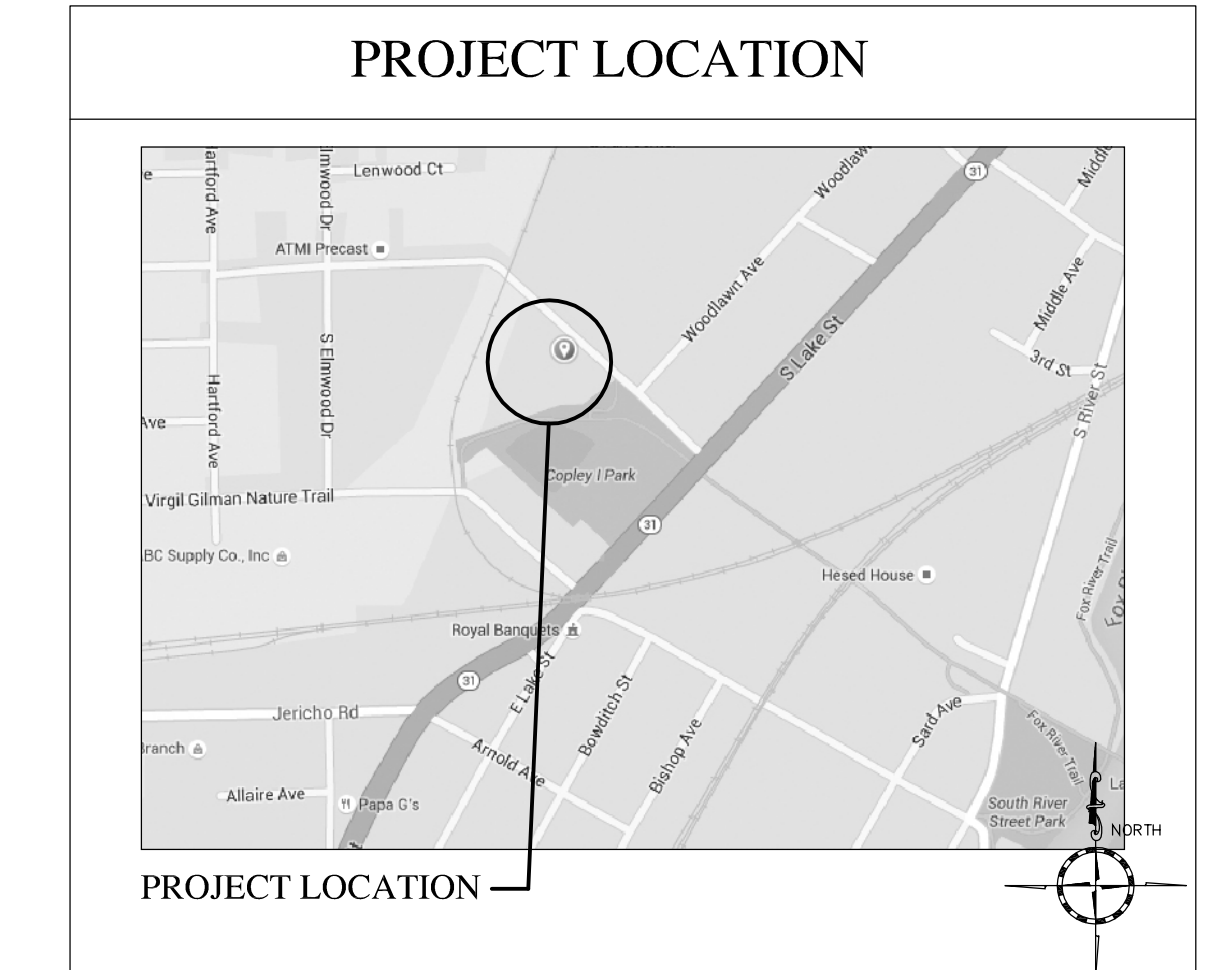 PROJECT LOCATION
Lenwood Ct
Hartford Ave
Elmwood Dr
Woodlawn
31
Middle
ATMI Precast
Woodlawn Ave
Middle Ave
S Lake St
3rd St
S River St
S Elmwood Dr
Hartford Ave
Ave
Copley I Park
Virgil Gilman Nature Trail
31
BC Supply Co., Inc
Hesed House
Fox River Trail
Fox
Royal Banquets
31
E Lake St
Bowditch St
Bishop Ave
Sard Ave
Jericho Rd
Arnold Ave
Fox River Trail
Branch
Allaire Ave
Papa G's
South River
Street Park
La
NORTH
PROJECT LOCATION